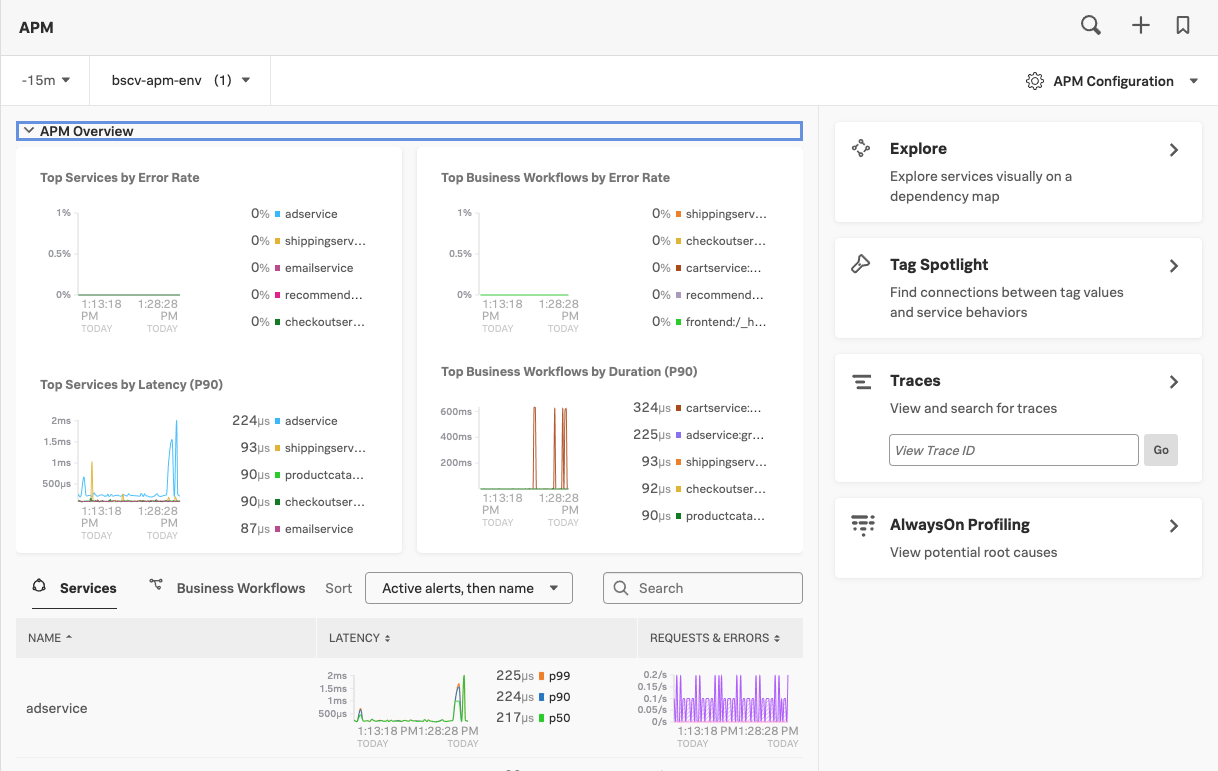 APM
-15m
bscv-apm-env (1)
APM Configuration
APM Overview
Top Services by Error Rate
1%
0.5%
0%
1:13:18 PM
TODAY
1:28:28 PM
TODAY
0% adservice
0% shippingserv...
0% emailservice
0% recommend...
0% checkoutser...
Top Business Workflows by Error Rate
1%
0.5%
0%
1:13:18 PM
TODAY
1:28:28 PM
TODAY
0% shippingserv...
0% checkoutser...
0% cartservice:...
0% recommend...
0% frontend:/_h...
Top Services by Latency (P90)
2ms
1.5ms
1ms
500µs
1:13:18 PM
TODAY
1:28:28 PM
TODAY
224µs adservice
93µs shippingserv...
90µs productcata...
90µs checkoutser...
87µs emailservice
Top Business Workflows by Duration (P90)
600ms
400ms
200ms
1:13:18 PM
TODAY
1:28:28 PM
TODAY
324µs cartservice:...
225µs adservice:gr...
93µs shippingserv...
92µs checkoutser...
90µs productcata...
Services
Business Workflows
Sort
Active alerts, then name
Search
NAME
LATENCY
REQUESTS & ERRORS
adservice
2ms
1.5ms
1ms
500µs
1:13:18 PM 1:28:28 PM
TODAY TODAY
225µs p99
224µs p90
217µs p50
0.2/s
0.15/s
0.1/s
0.05/s
0/s
1:13:18 PM 1:28:28 PM
TODAY TODAY
Explore
Explore services visually on a
dependency map
Tag Spotlight
Find connections between tag values
and service behaviors
Traces
View and search for traces
View Trace ID
Go
AlwaysOn Profiling
View potential root causes